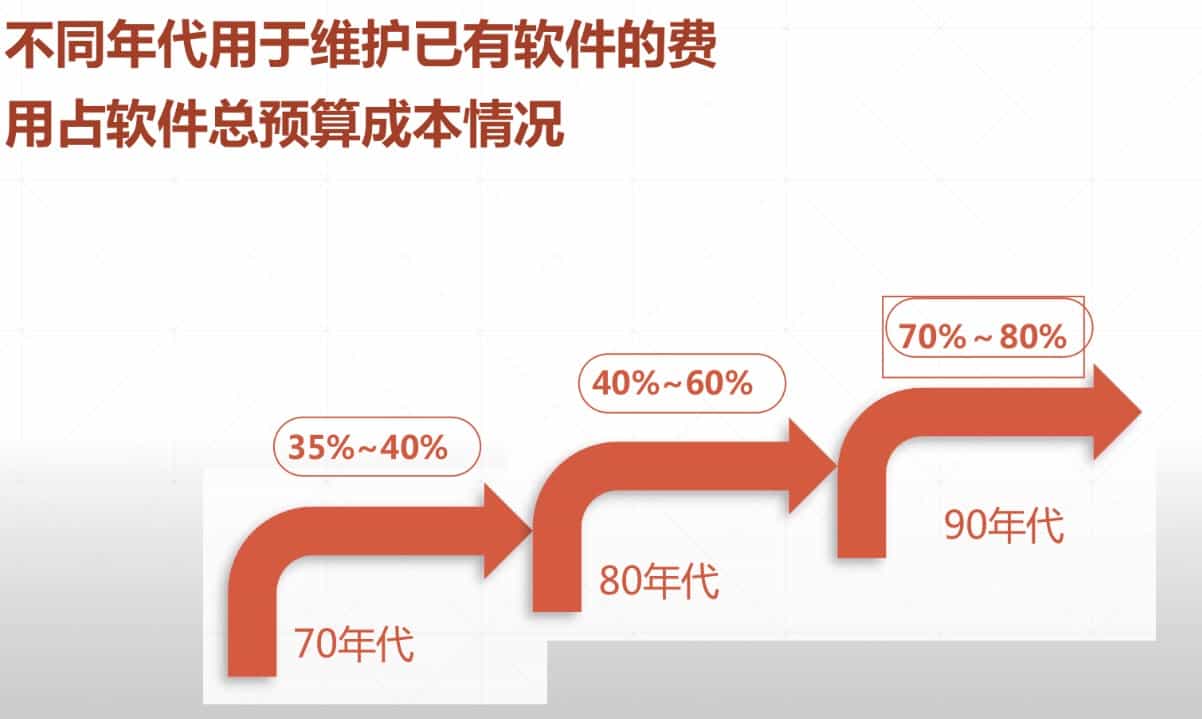 不同年代用于维护已有软件的费
用占软件总预算成本情况
70%～80%
40%~60%
35%~40%
90年代
80年代
70年代